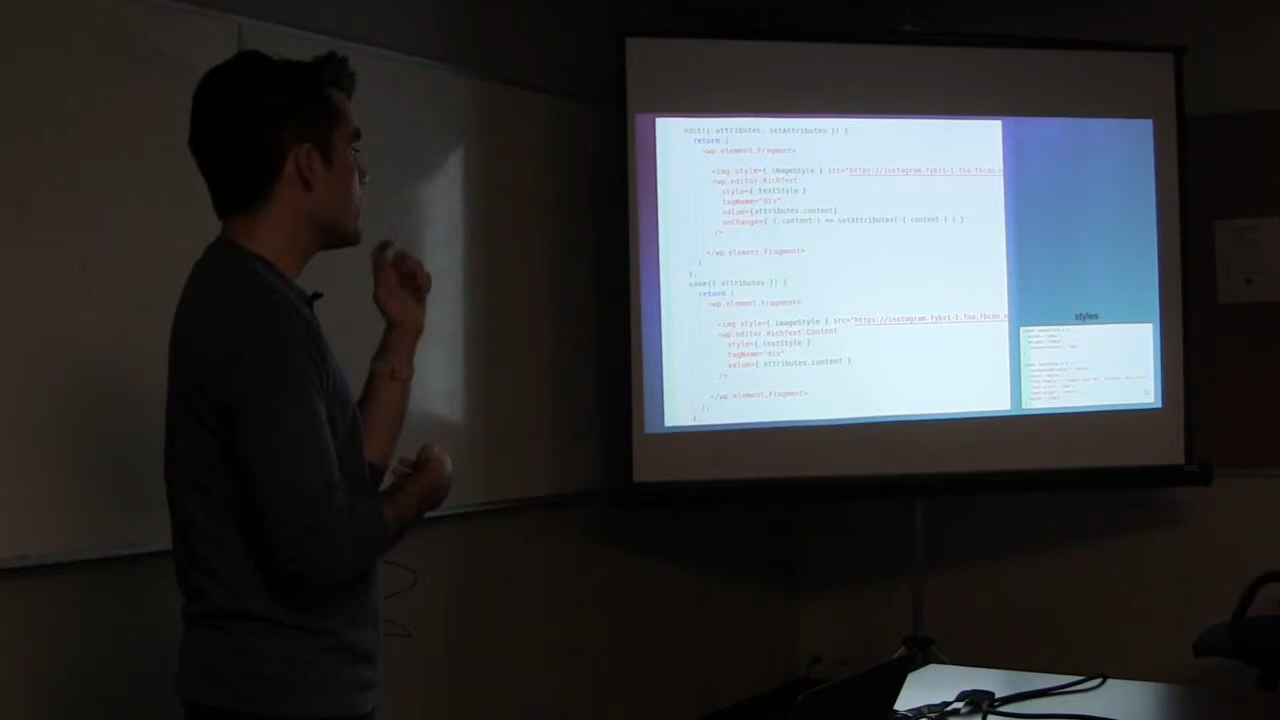 edit({ attributes, setAttributes }) {
return (
<wp.element.Fragment>
<img style={ imageStyle } src="https://instagram.fybz1-1.fna.fbcdn.n
<wp.editor.RichText
style={ textStyle }
tagName="div"
value={attributes.content}
onChange={ ( content ) => setAttributes( { content } ) }
/>
</wp.element.Fragment>
)
},
save({ attributes }) {
return (
<wp.element.Fragment>
<img style={ imageStyle } src="https://instagram.fybz1-1.fna.fbcdn.n
<wp.editor.RichText.Content
style={ textStyle }
tagName="div"
value={ attributes.content }
/>
</wp.element.Fragment>
);
},
styles